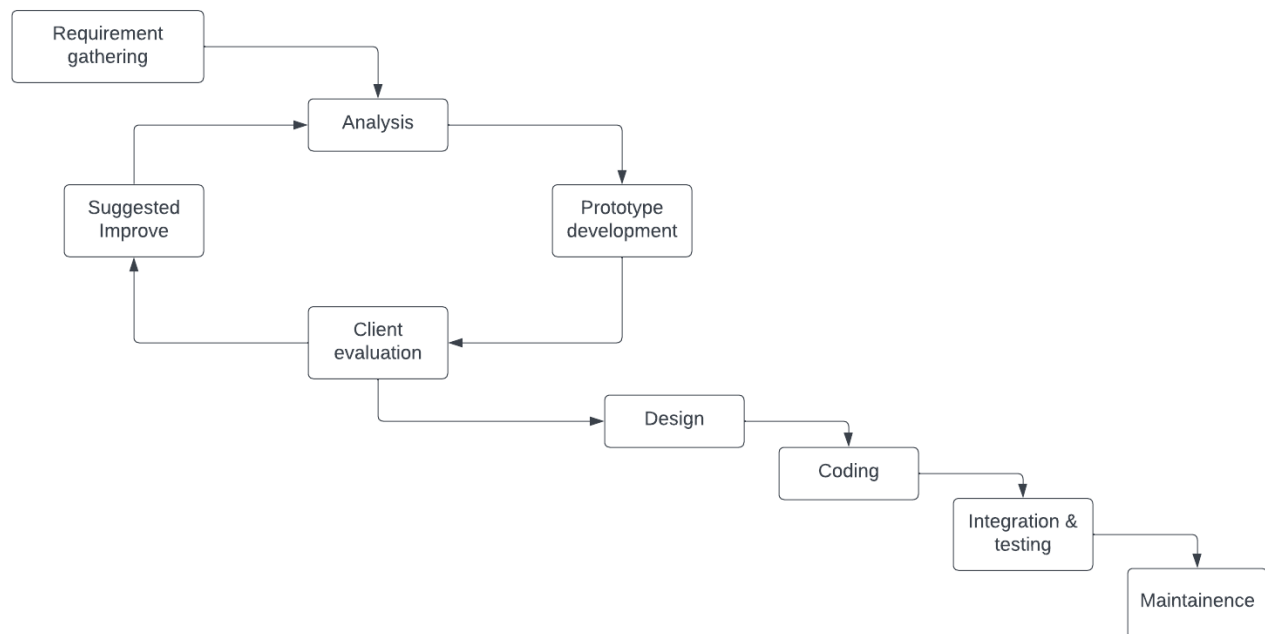 Requirement
gathering
Analysis
Suggested
Improve
Prototype
development
Client
evaluation
Design
Coding
Integration &
testing
Maintainence